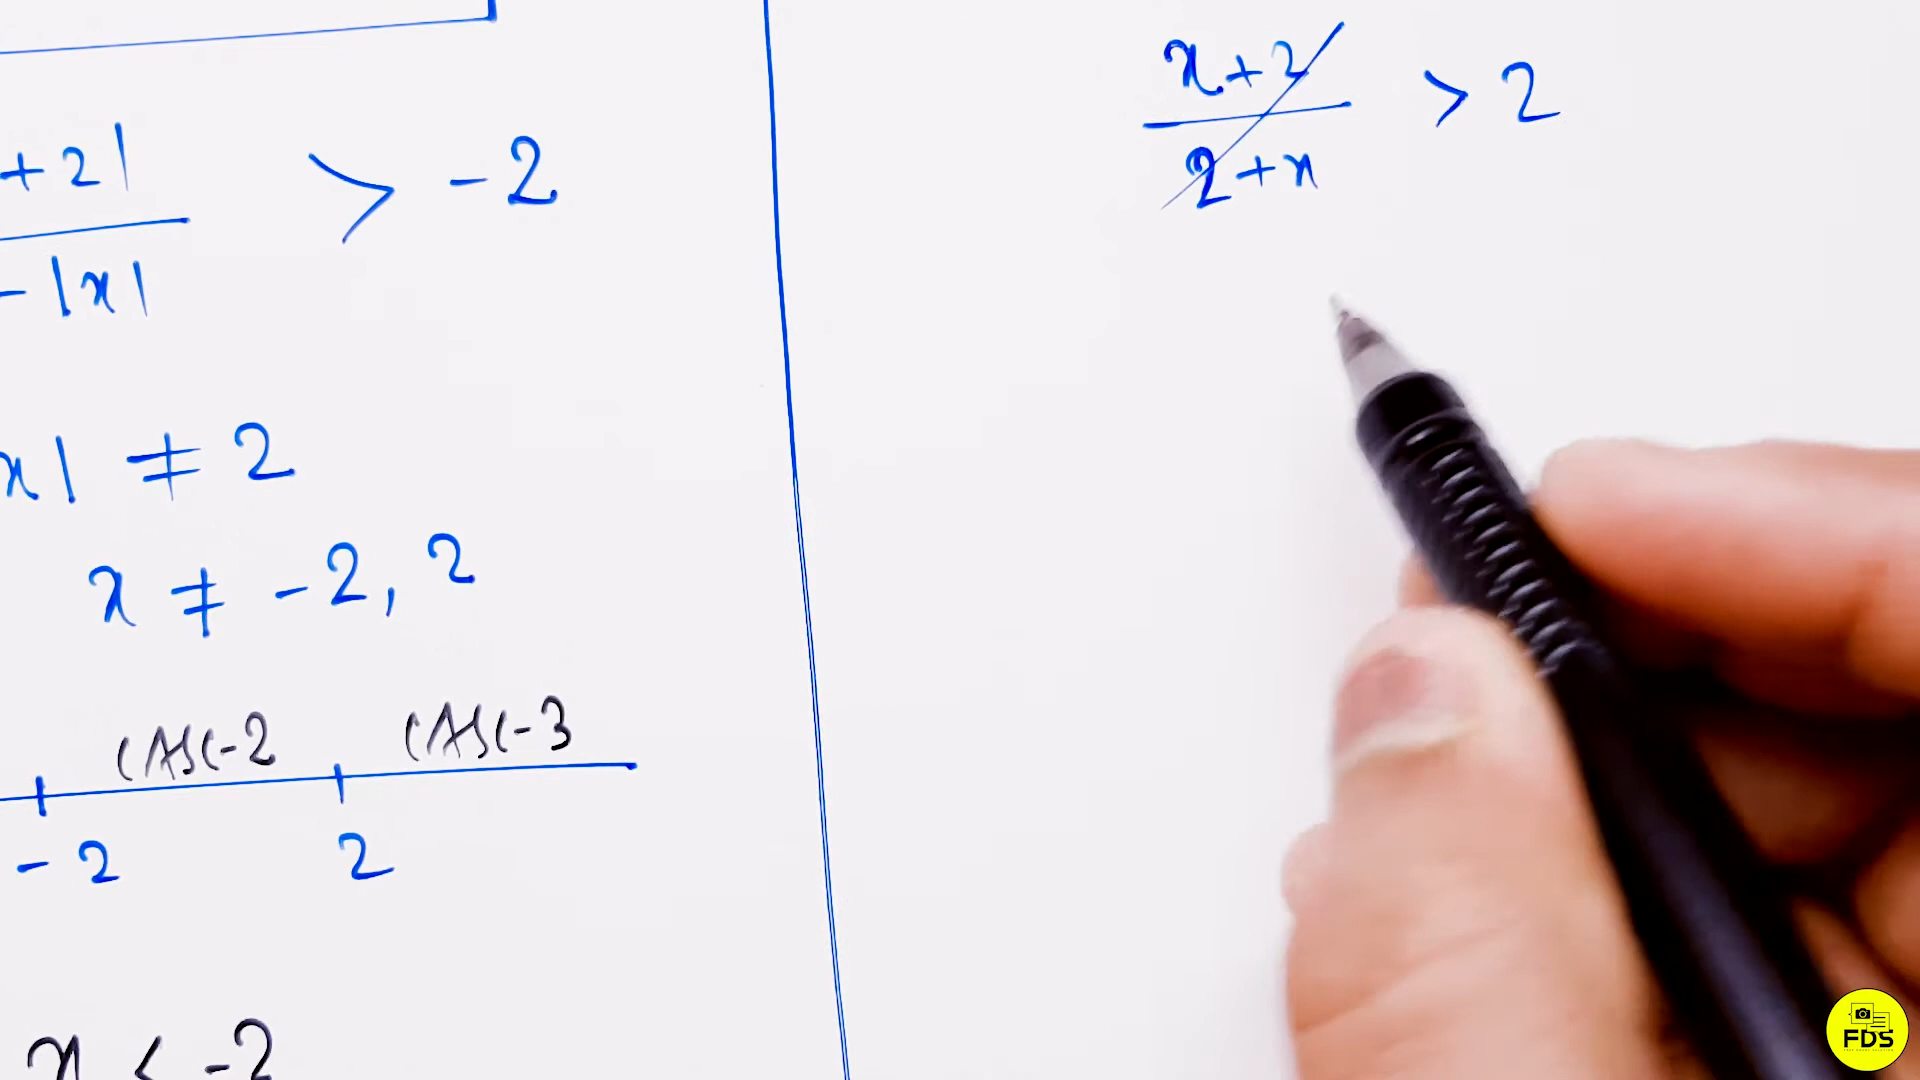 + 2|
- |x|
> - 2
x| ≠ 2
x ≠ - 2, 2
CASE-2 CASE-3
- 2 2
x < -2
x + 2
2 + x
> 2
FDS